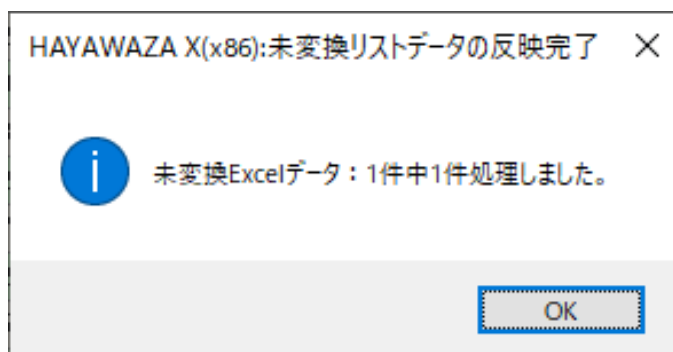 HAYAWAZA X(x86):未変換リストデータの反映完了
未変換Excelデータ：1件中1件処理しました。
OK